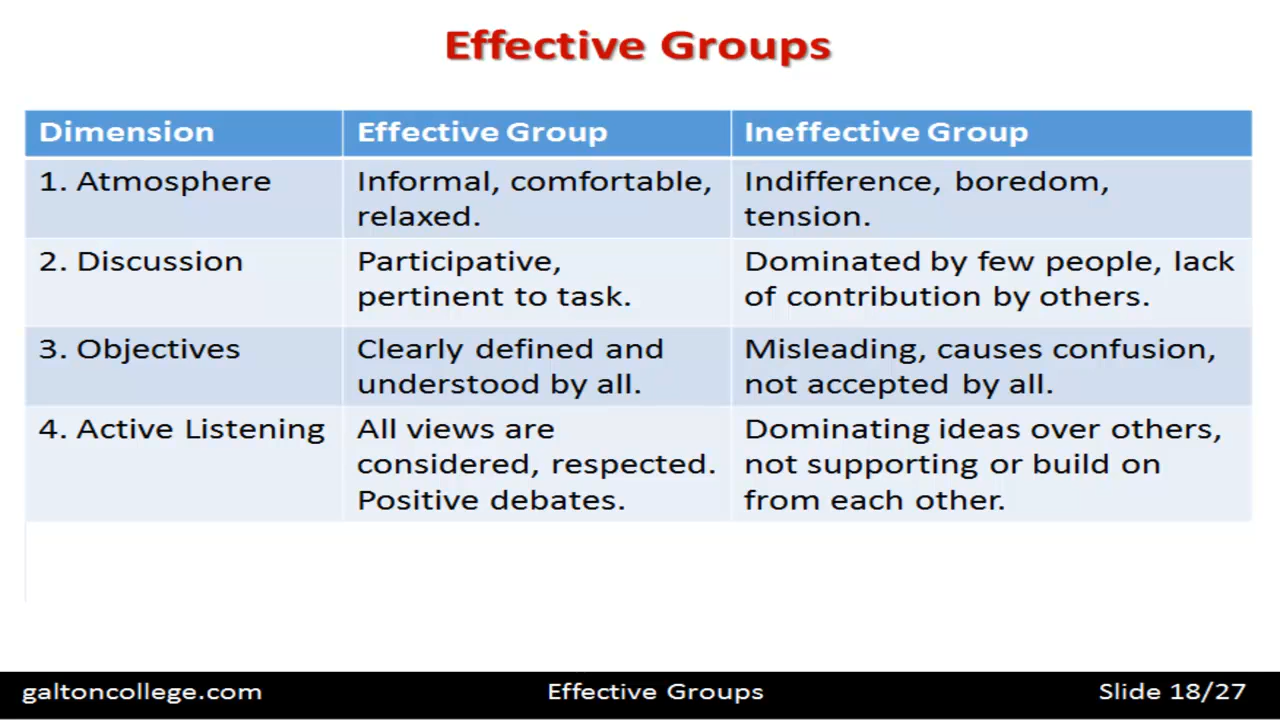 Effective Groups
Dimension
Effective Group
Ineffective Group
1. Atmosphere
Informal, comfortable,
relaxed.
Indifference, boredom,
tension.
2. Discussion
Participative,
pertinent to task.
Dominated by few people, lack
of contribution by others.
3. Objectives
Clearly defined and
understood by all.
Misleading, causes confusion,
not accepted by all.
4. Active Listening
All views are
considered, respected.
Positive debates.
Dominating ideas over others,
not supporting or build on
from each other.
galtoncollege.com
Effective Groups
Slide 18/27